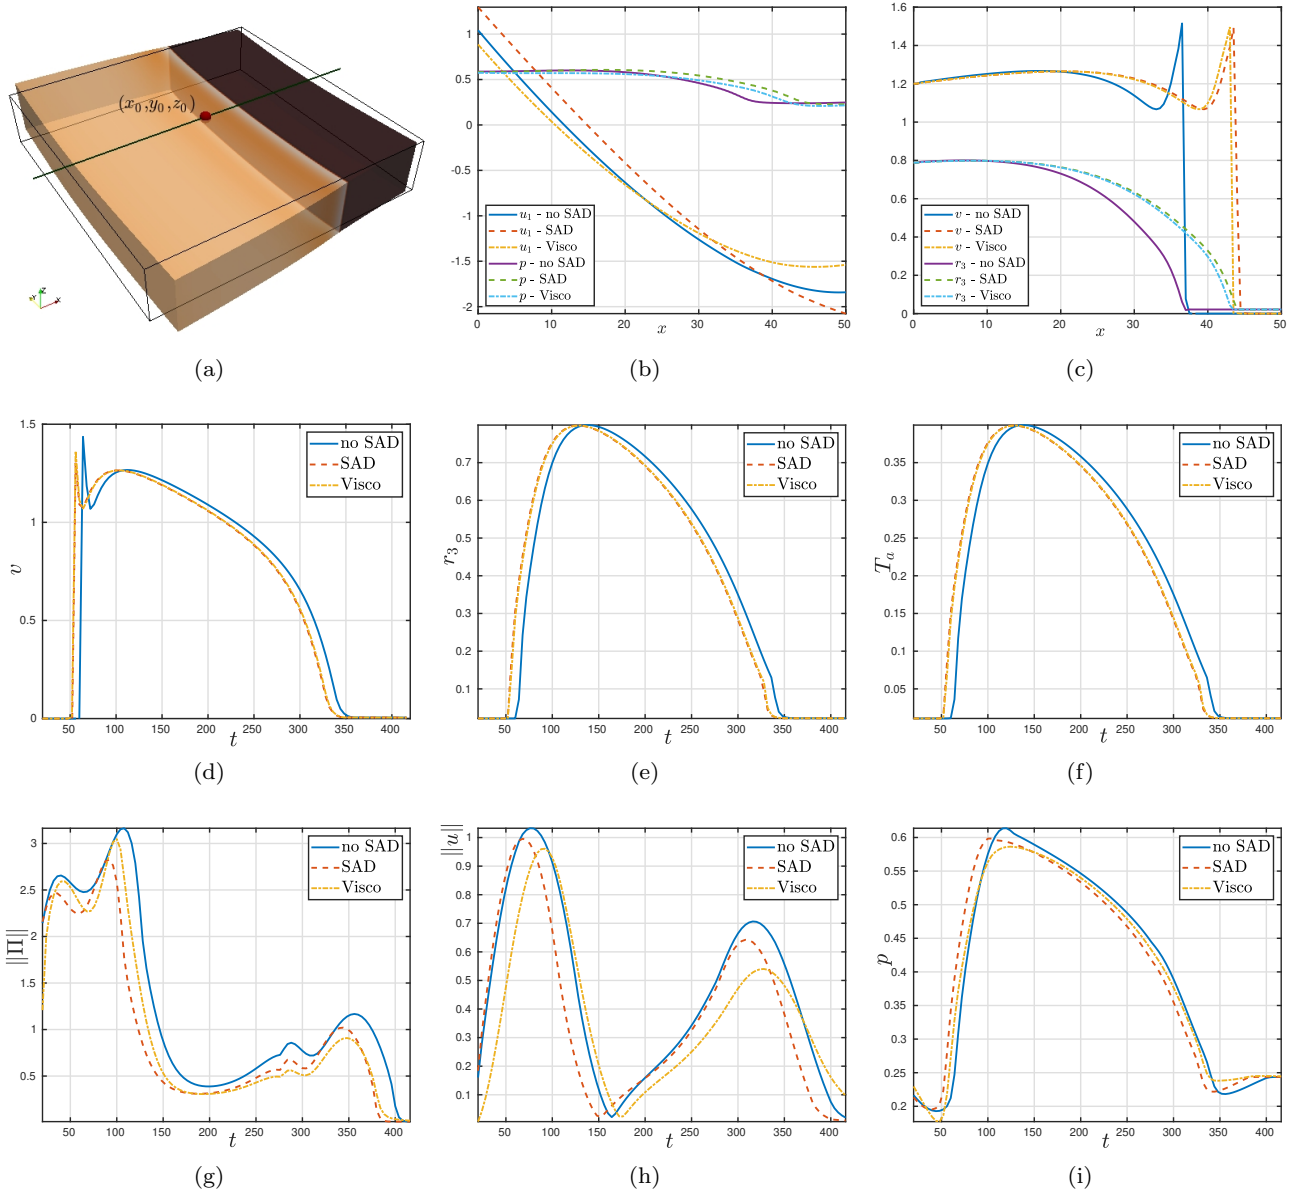 (x₀,y₀,z₀)
Z
Y
X
(a)
1
0.5
0
-0.5
-1
-1.5
-2
u₁ - no SAD
u₁ - SAD
u₁ - Visco
p - no SAD
p - SAD
p - Visco
0 10 20 30 40 50
x
(b)
1.6
1.4
1.2
1
0.8
0.6
0.4
0.2
0
v - no SAD
v - SAD
v - Visco
r₃ - no SAD
r₃ - SAD
r₃ - Visco
0 10 20 30 40 50
x
(c)
1.5
1
0.5
0
v
no SAD
SAD
Visco
50 100 150 200 250 300 350 400
t
(d)
0.7
0.6
0.5
0.4
0.3
0.2
0.1
r₃
no SAD
SAD
Visco
50 100 150 200 250 300 350 400
t
(e)
0.35
0.3
0.25
0.2
0.15
0.1
0.05
Tₐ
no SAD
SAD
Visco
50 100 150 200 250 300 350 400
t
(f)
3
2.5
2
1.5
1
0.5
||Π||
no SAD
SAD
Visco
50 100 150 200 250 300 350 400
t
(g)
1
0.9
0.8
0.7
0.6
0.5
0.4
0.3
0.2
0.1
||u||
no SAD
SAD
Visco
50 100 150 200 250 300 350 400
t
(h)
0.6
0.55
0.5
0.45
0.4
0.35
0.3
0.25
0.2
p
no SAD
SAD
Visco
50 100 150 200 250 300 350 400
t
(i)